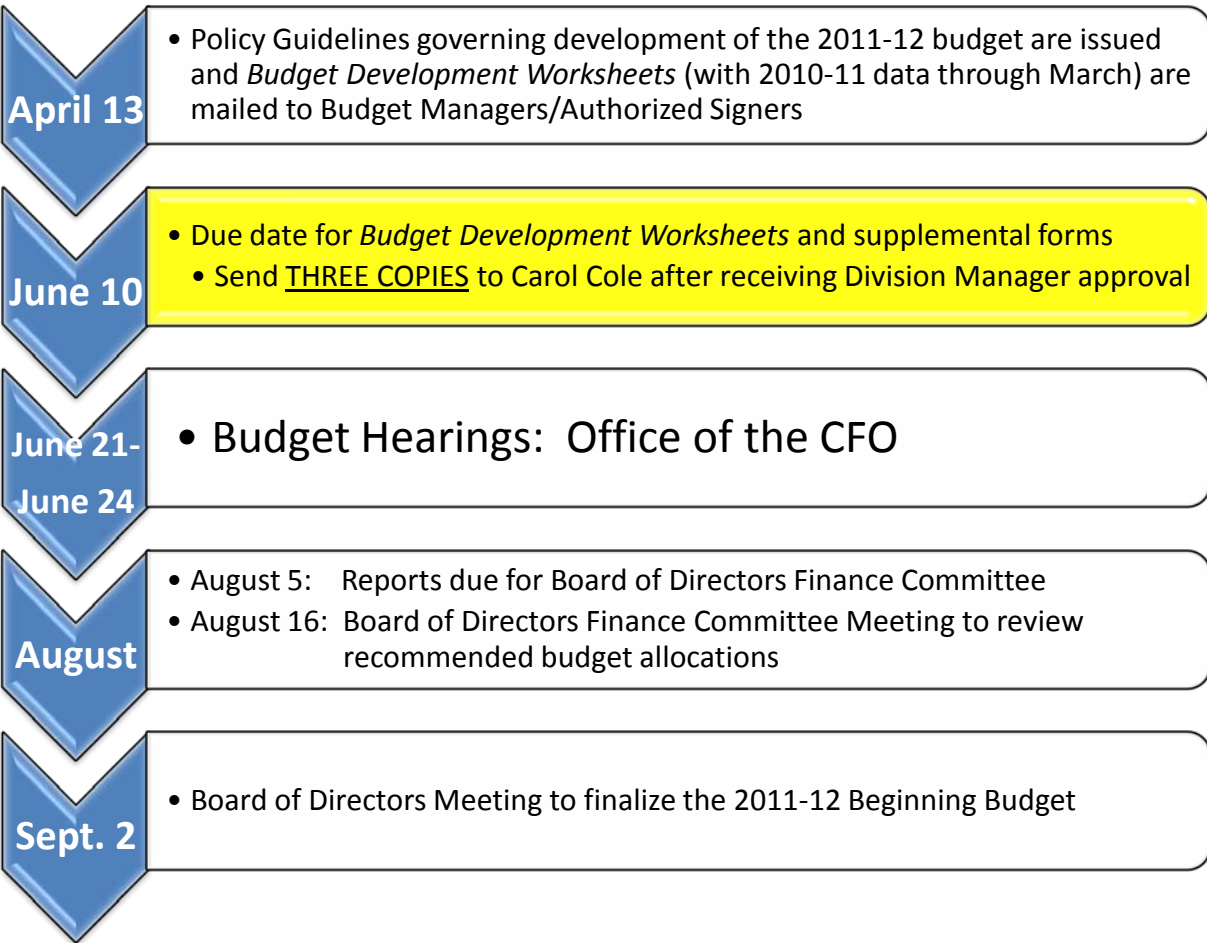 April 13
• Policy Guidelines governing development of the 2011-12 budget are issued
and Budget Development Worksheets (with 2010-11 data through March) are
mailed to Budget Managers/Authorized Signers
June 10
• Due date for Budget Development Worksheets and supplemental forms
• Send THREE COPIES to Carol Cole after receiving Division Manager approval
June 21-
June 24
• Budget Hearings: Office of the CFO
August
• August 5: Reports due for Board of Directors Finance Committee
• August 16: Board of Directors Finance Committee Meeting to review
recommended budget allocations
Sept. 2
• Board of Directors Meeting to finalize the 2011-12 Beginning Budget